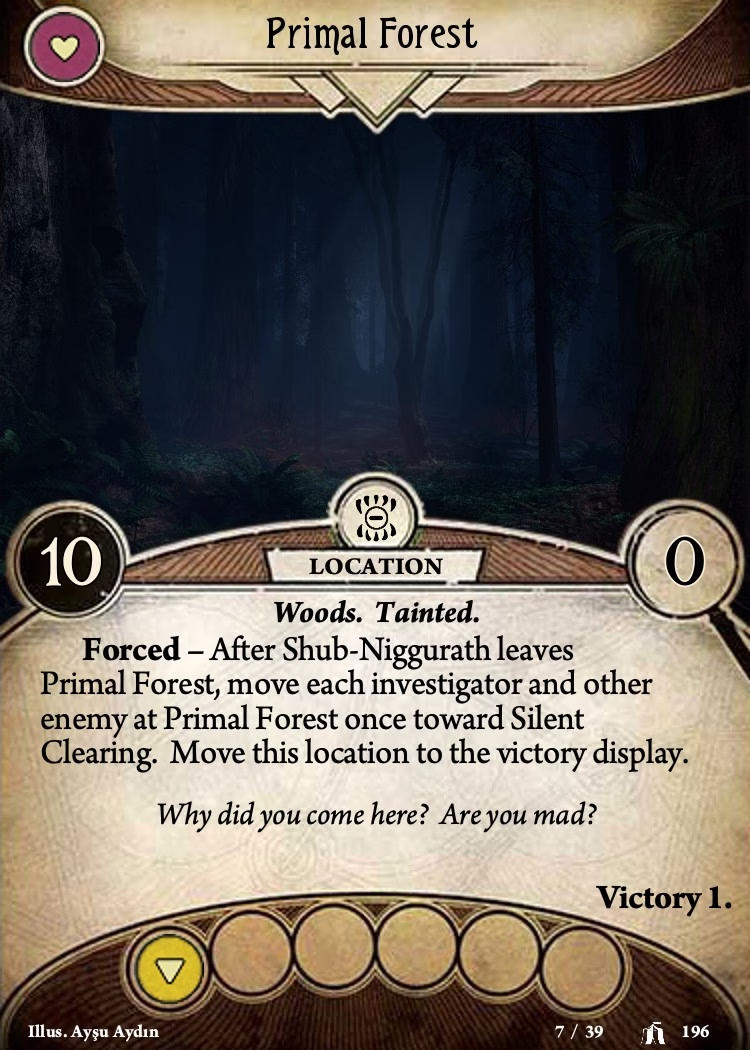 Primal Forest
10
0
LOCATION
Woods. Tainted.
Forced – After Shub-Niggurath leaves
Primal Forest, move each investigator and other
enemy at Primal Forest once toward Silent
Clearing. Move this location to the victory display.
Why did you come here? Are you mad?
Victory 1.
Illus. Ayşu Aydın
7 / 39
196